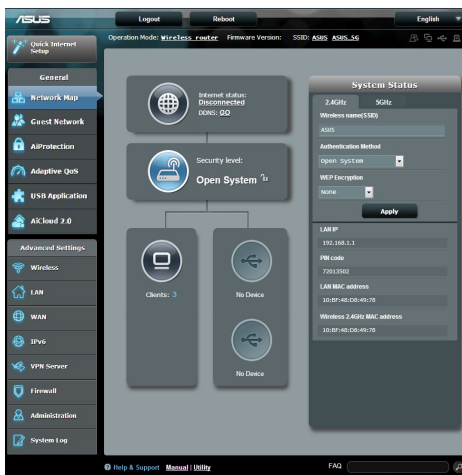 ASUS
Logout
Reboot
English
Quick Internet Setup
Operation Mode: Wireless router Firmware Version: SSID: ASUS ASUS_5G
General
Network Map
Guest Network
AiProtection
Adaptive QoS
USB Application
AiCloud 2.0
Advanced Settings
Wireless
LAN
WAN
IPv6
VPN Server
Firewall
Administration
System Log
Internet status:
Disconnected
DDNS: GO
Security level:
Open System
Clients: 3
No Device
No Device
System Status
2.4GHz
5GHz
Wireless name(SSID)
ASUS
Authentication Method
Open System
WEP Encryption
None
Apply
LAN IP
192.168.1.1
PIN code
72013502
LAN MAC address
10:BF:48:D8:49:78
Wireless 2.4GHz MAC address
10:BF:48:D8:49:78
Help & Support Manual | Utility
FAQ